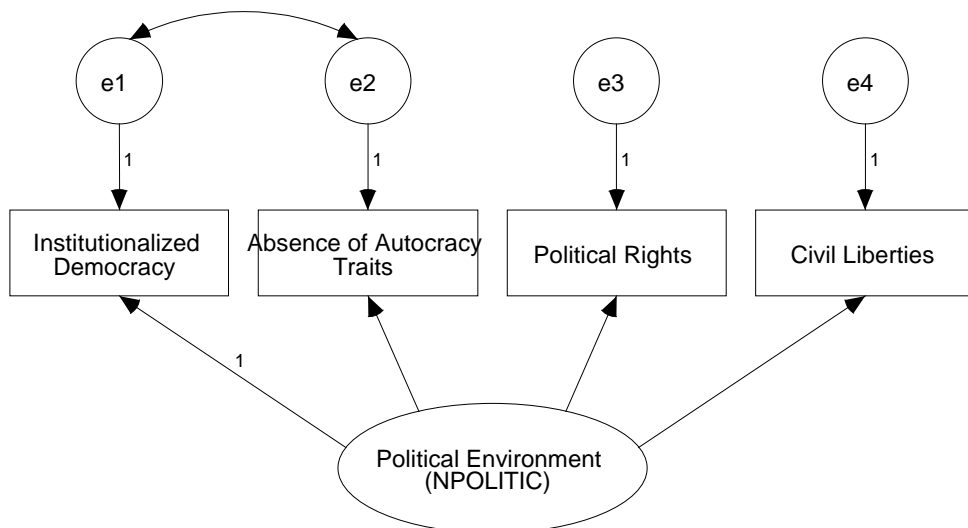 e1
e2
e3
e4
1
1
1
1
Institutionalized
Democracy
Absence of Autocracy
Traits
Political Rights
Civil Liberties
1
Political Environment
(NPOLITIC)